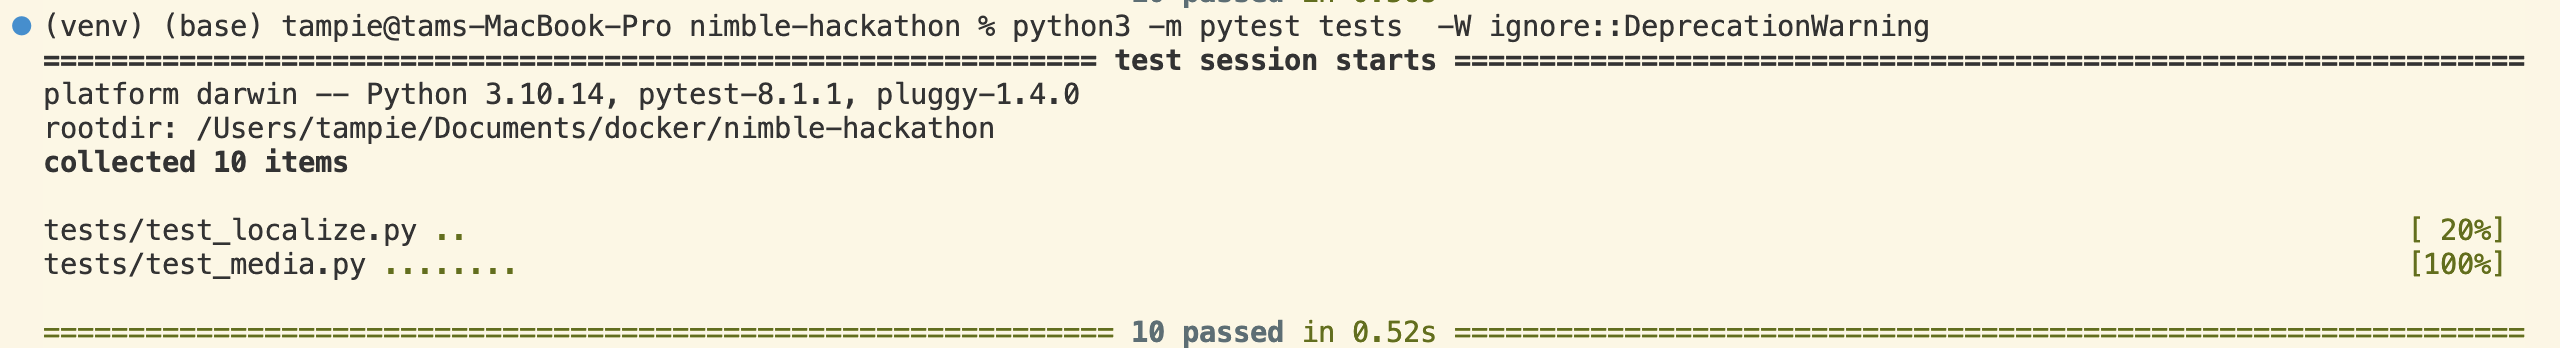 (venv) (base) tampie@tams-MacBook-Pro nimble-hackathon % python3 -m pytest tests  -W ignore::DeprecationWarning
============================================================== test session starts ===============================================================
platform darwin -- Python 3.10.14, pytest-8.1.1, pluggy-1.4.0
rootdir: /Users/tampie/Documents/docker/nimble-hackathon
collected 10 items

tests/test_localize.py ..                                                                                                                  [ 20%]
tests/test_media.py ........                                                                                                               [100%]

=============================================================== 10 passed in 0.52s ===============================================================